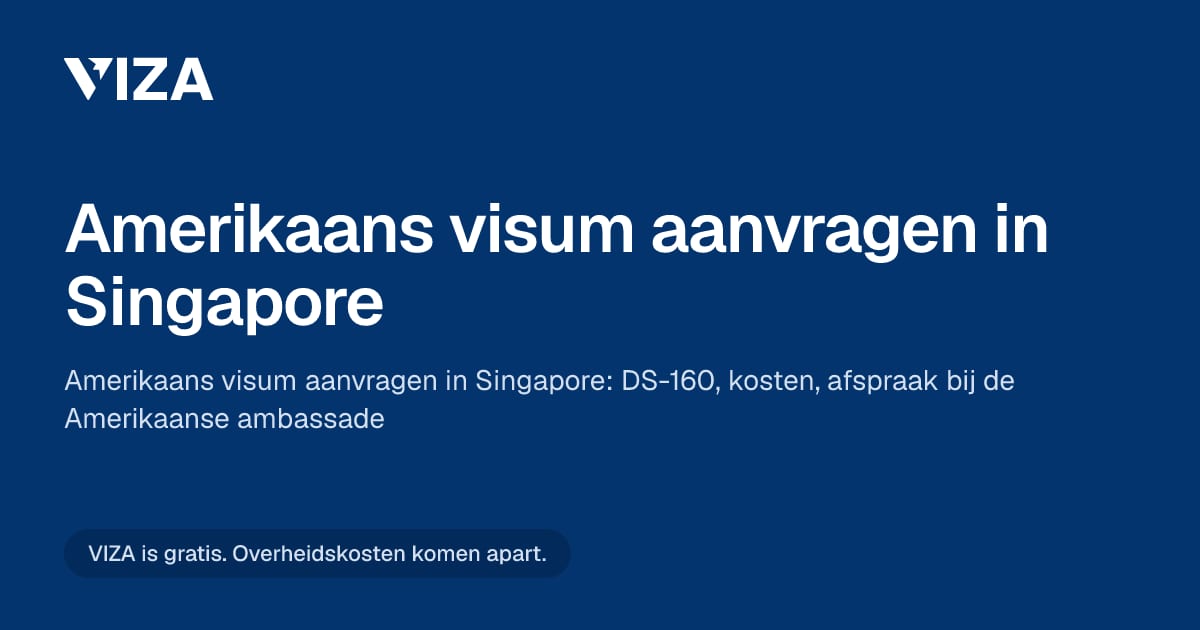 VIZA
Amerikaans visum aanvragen in
Singapore
Amerikaans visum aanvragen in Singapore: DS-160, kosten, afspraak bij de
Amerikaanse ambassade
VIZA is gratis. Overheidskosten komen apart.